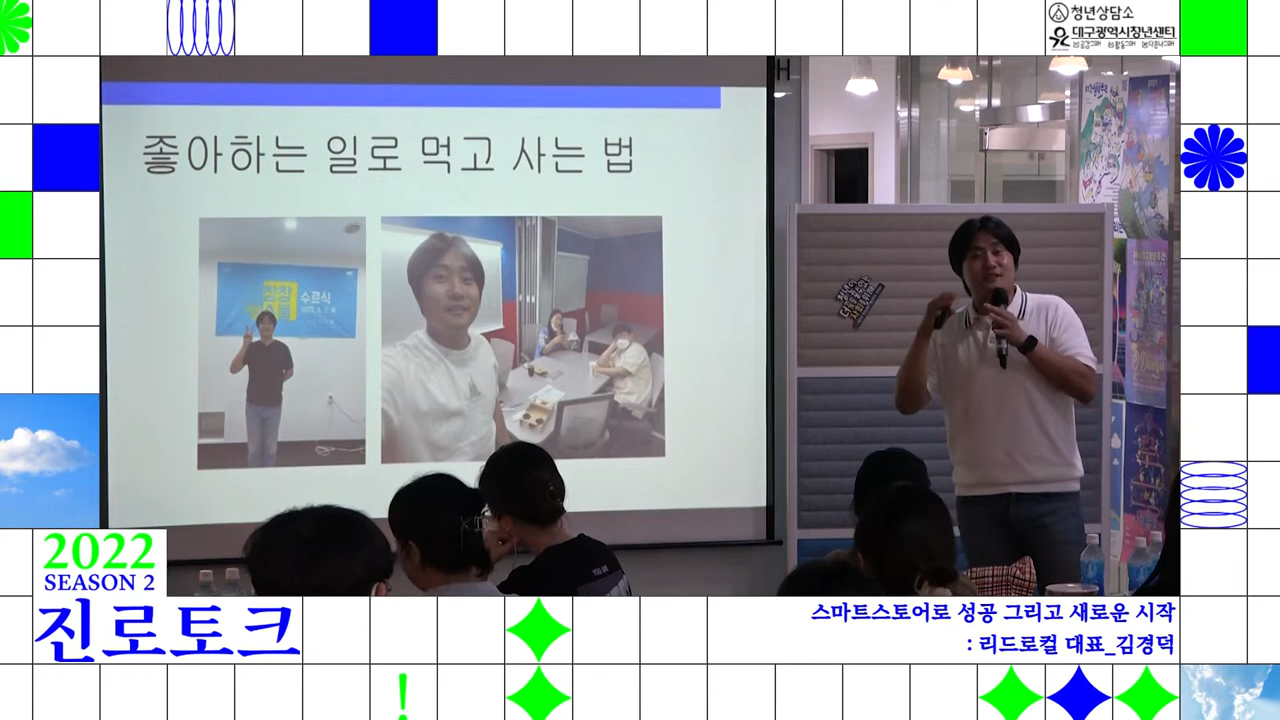 청년상담소
대구광역시청년센터
좋아하는 일로 먹고 사는 법
수료식
2022
SEASON 2
진로토크
스마트스토어로 성공 그리고 새로운 시작
: 리드로컬 대표_김경덕
!